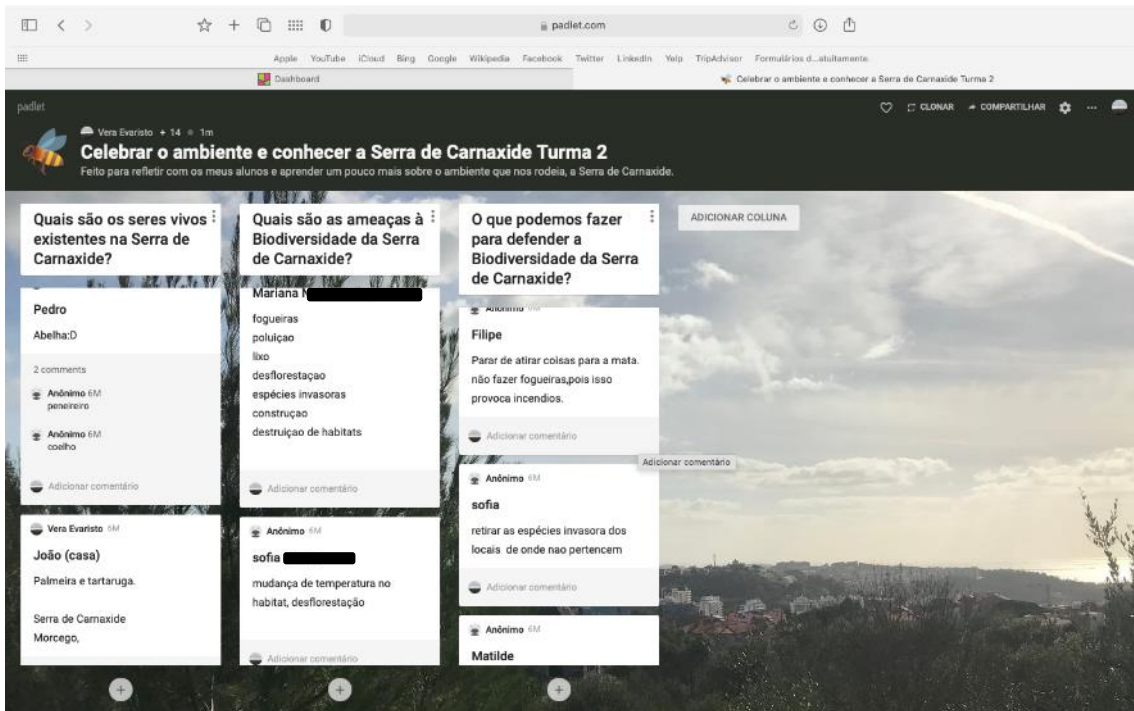 padlet.com
Apple YouTube iCloud Bing Google Wikipedia Facebook Twitter LinkedIn Yelp TripAdvisor Formulários d...atuitamente.
Dashboard
Celebrar o ambiente e conhecer a Serra de Carnaxide Turma 2
padlet
CLONAR
COMPARTILHAR
Vera Evaristo + 14 • 1m
Celebrar o ambiente e conhecer a Serra de Carnaxide Turma 2
Feito para refletir com os meus alunos e aprender um pouco mais sobre o ambiente que nos rodeia, a Serra de Carnaxide.
Quais são os seres vivos
existentes na Serra de
Carnaxide?
Pedro
Abelha:D
2 comments
Anônimo 6M
peneireiro
Anônimo 6M
coelho
Adicionar comentário
Vera Evaristo 6M
João (casa)
Palmeira e tartaruga.
Serra de Carnaxide
Morcego,
Quais são as ameaças à
Biodiversidade da Serra
de Carnaxide?
Mariana
fogueiras
poluiçao
lixo
desflorestaçao
espécies invasoras
construçao
destruiçao de habitats
Adicionar comentário
Anônimo 6M
sofia
mudança de temperatura no
habitat, desflorestação
Adicionar comentário
O que podemos fazer
para defender a
Biodiversidade da Serra
de Carnaxide?
Anônimo 6M
Filipe
Parar de atirar coisas para a mata.
não fazer fogueiras,pois isso
provoca incendios.
Adicionar comentário
Adicionar comentário
Anônimo 6M
sofia
retirar as espécies invasora dos
locais de onde nao pertencem
Adicionar comentário
Anônimo 6M
Matilde
ADICIONAR COLUNA